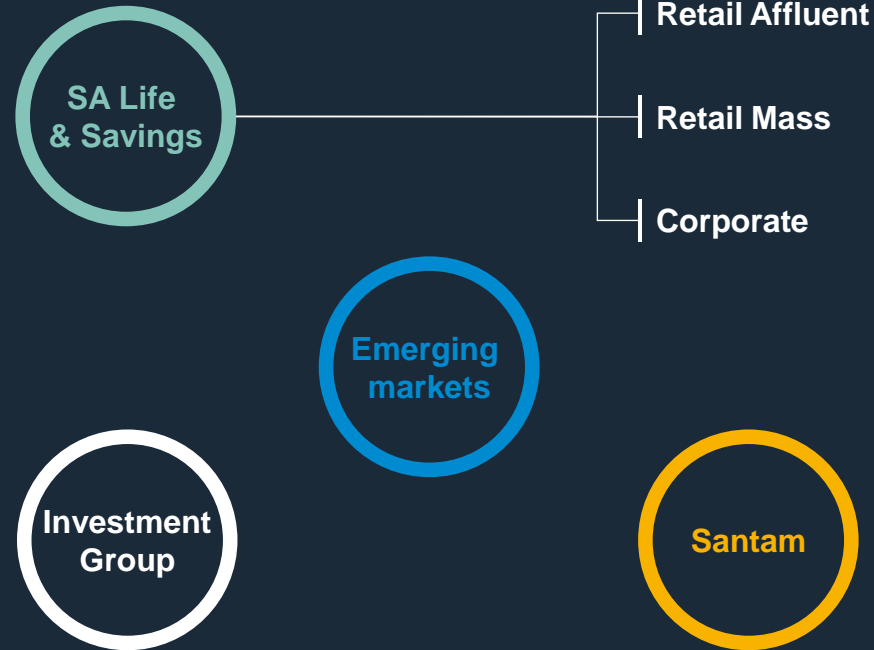 Retail Affluent
SA Life
& Savings
Retail Mass
Corporate
Emerging
markets
Investment
Group
Santam